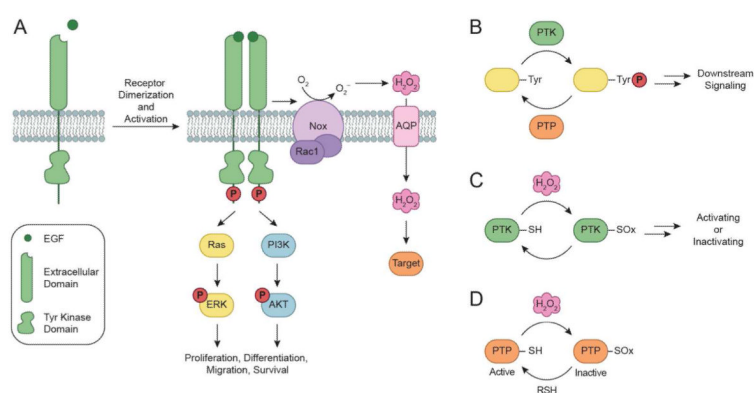 A
Receptor
Dimerization
and
Activation
O2
O2-
H2O2
Nox
Rac1
AQP
H2O2
Target
P
P
Ras
PI3K
P
ERK
P
AKT
Proliferation, Differentiation,
Migration, Survival
EGF
Extracellular
Domain
Tyr Kinase
Domain
B
PTK
Tyr
Tyr
P
Downstream
Signaling
PTP
C
H2O2
PTK
SH
PTK
SOx
Activating
or
Inactivating
D
H2O2
PTP
SH
PTP
SOx
Active
Inactive
RSH